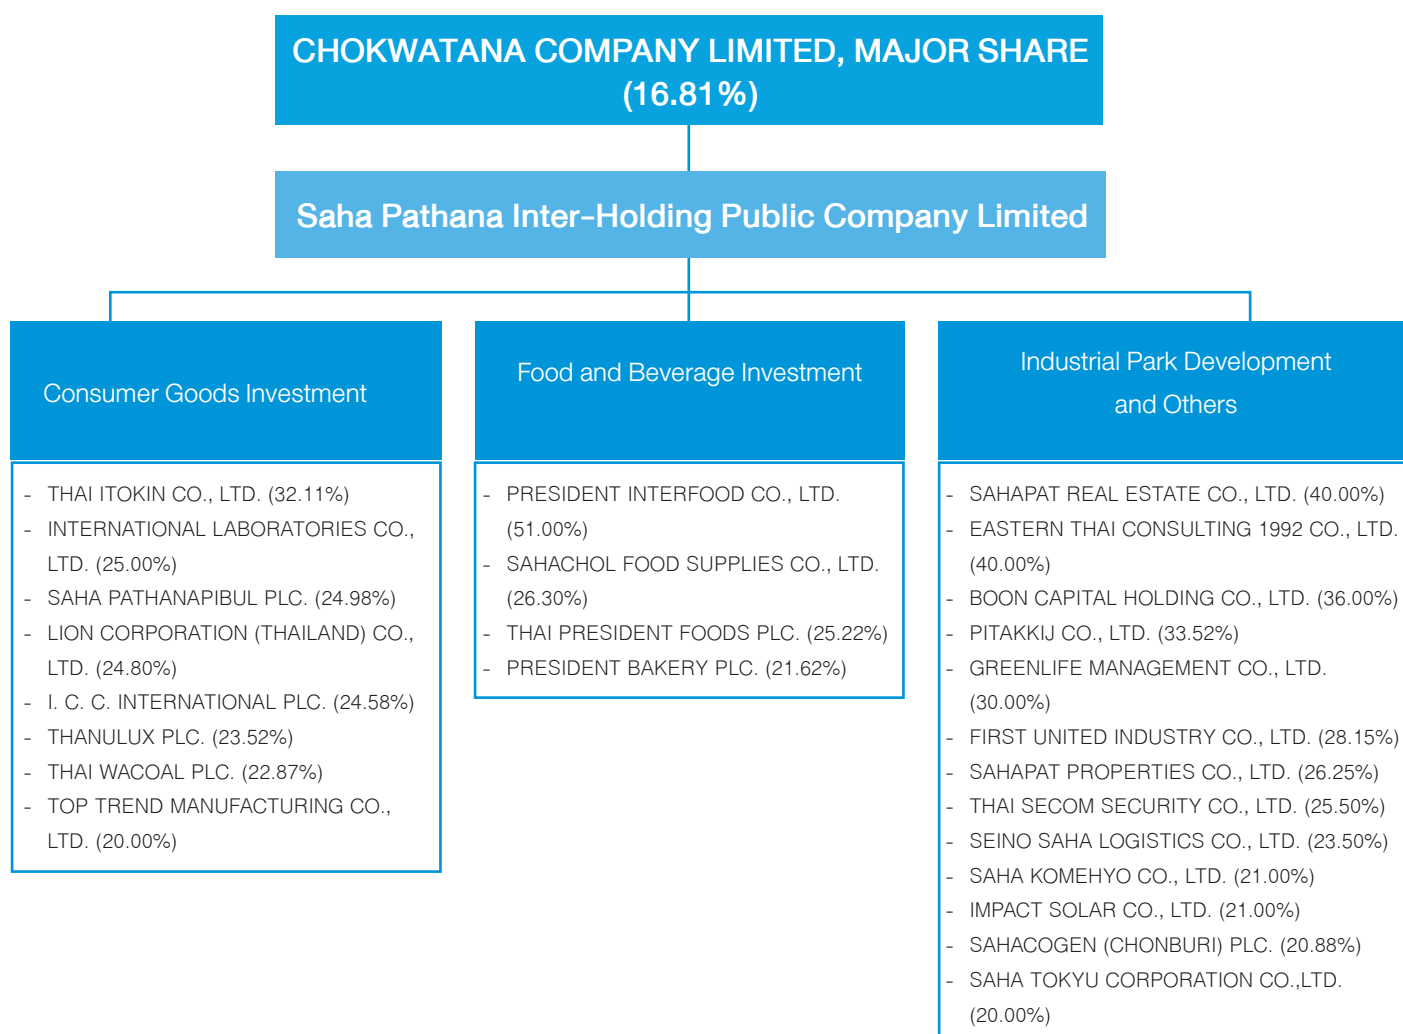 CHOKWATANA COMPANY LIMITED, MAJOR SHARE
(16.81%)
Saha Pathana Inter-Holding Public Company Limited
Consumer Goods Investment
- THAI ITOKIN CO., LTD. (32.11%)
- INTERNATIONAL LABORATORIES CO.,
LTD. (25.00%)
- SAHA PATHANAPIBUL PLC. (24.98%)
- LION CORPORATION (THAILAND) CO.,
LTD. (24.80%)
- I. C. C. INTERNATIONAL PLC. (24.58%)
- THANULUX PLC. (23.52%)
- THAI WACOAL PLC. (22.87%)
- TOP TREND MANUFACTURING CO.,
LTD. (20.00%)
Food and Beverage Investment
- PRESIDENT INTERFOOD CO., LTD.
(51.00%)
- SAHACHOL FOOD SUPPLIES CO., LTD.
(26.30%)
- THAI PRESIDENT FOODS PLC. (25.22%)
- PRESIDENT BAKERY PLC. (21.62%)
Industrial Park Development
and Others
- SAHAPAT REAL ESTATE CO., LTD. (40.00%)
- EASTERN THAI CONSULTING 1992 CO., LTD.
(40.00%)
- BOON CAPITAL HOLDING CO., LTD. (36.00%)
- PITAKKIJ CO., LTD. (33.52%)
- GREENLIFE MANAGEMENT CO., LTD.
(30.00%)
- FIRST UNITED INDUSTRY CO., LTD. (28.15%)
- SAHAPAT PROPERTIES CO., LTD. (26.25%)
- THAI SECOM SECURITY CO., LTD. (25.50%)
- SEINO SAHA LOGISTICS CO., LTD. (23.50%)
- SAHA KOMEHYO CO., LTD. (21.00%)
- IMPACT SOLAR CO., LTD. (21.00%)
- SAHACOGEN (CHONBURI) PLC. (20.88%)
- SAHA TOKYU CORPORATION CO.,LTD.
(20.00%)